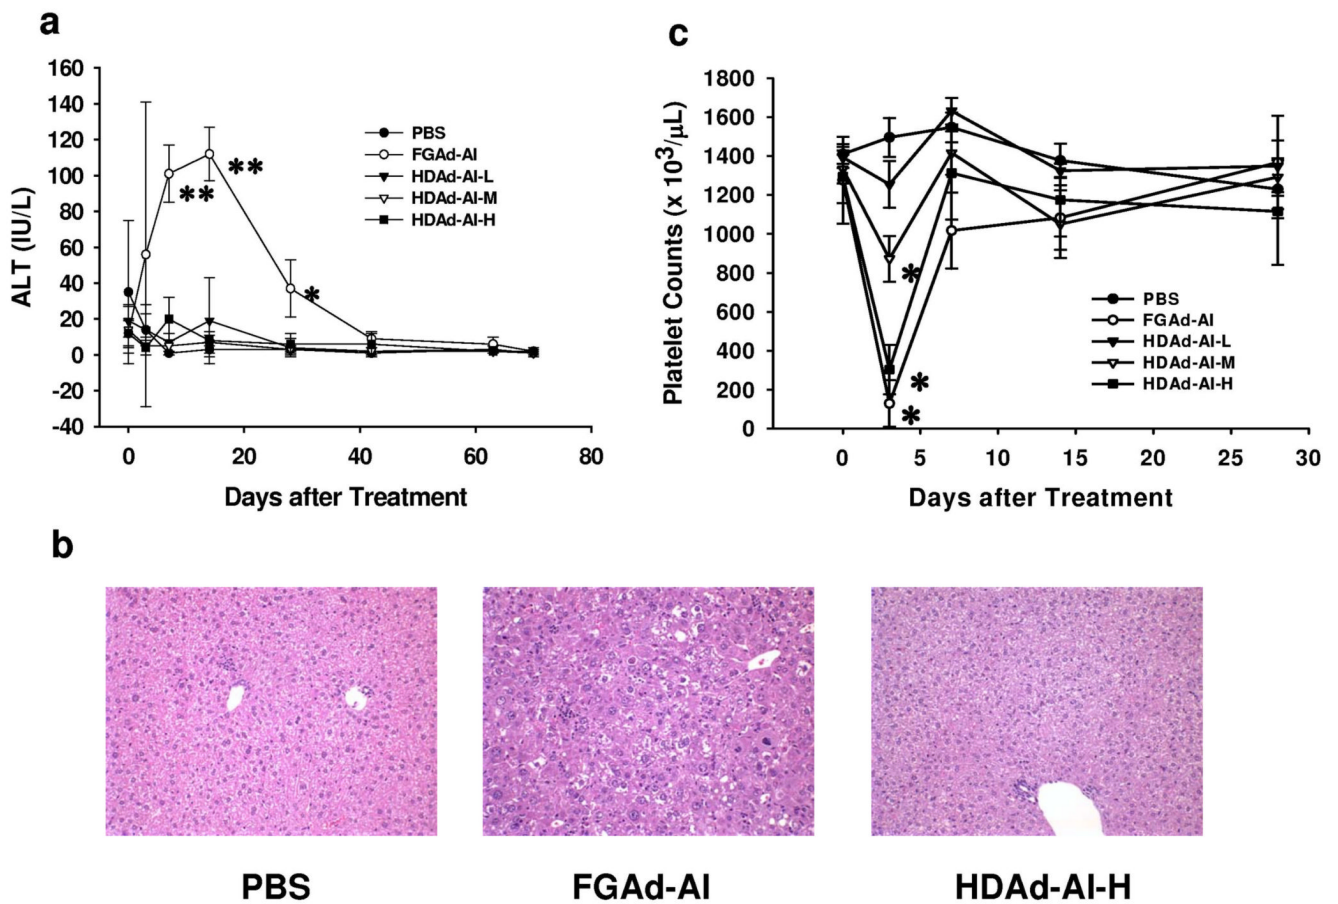 a
160
140
120
100
80
60
40
20
0
-20
-40
ALT (IU/L)
PBS
FGAd-AI
HDAd-AI-L
HDAd-AI-M
HDAd-AI-H
**
**
*
0 20 40 60 80
Days after Treatment
c
1800
1600
1400
1200
1000
800
600
400
200
0
Platelet Counts (x 10³/µL)
*
*
*
PBS
FGAd-AI
HDAd-AI-L
HDAd-AI-M
HDAd-AI-H
0 5 10 15 20 25 30
Days after Treatment
b
PBS FGAd-AI HDAd-AI-H